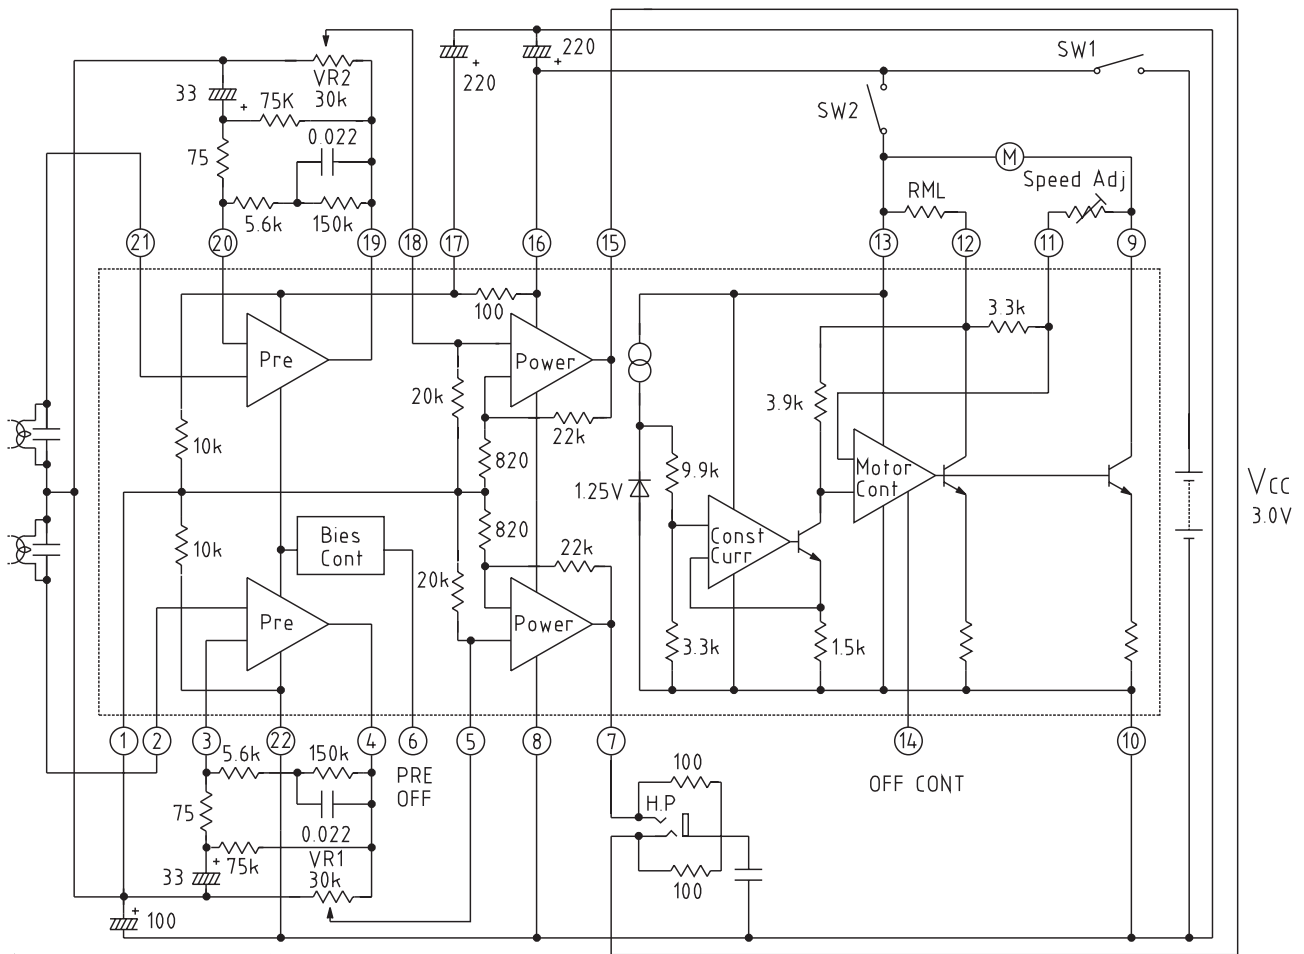 SW1
220
+
+
220
VR2
30k
33
+
75K
0.022
SW2
75
M
Speed Adj
RML
5.6k
150k
21
20
19
18
17
16
15
13
12
11
9
100
3.3k
Pre
Power
20k
3.9k
22k
10k
820
9.9k
Motor
Cont
1.25V
VCC
3.0V
Bies
Cont
820
Const
Curr
10k
22k
20k
Pre
Power
3.3k
1.5k
1
2
3
22
4
6
5
8
7
14
10
5.6k
150k
PRE
OFF
100
OFF CONT
75
H.P
0.022
+
75k
VR1
33
30k
100
+
100